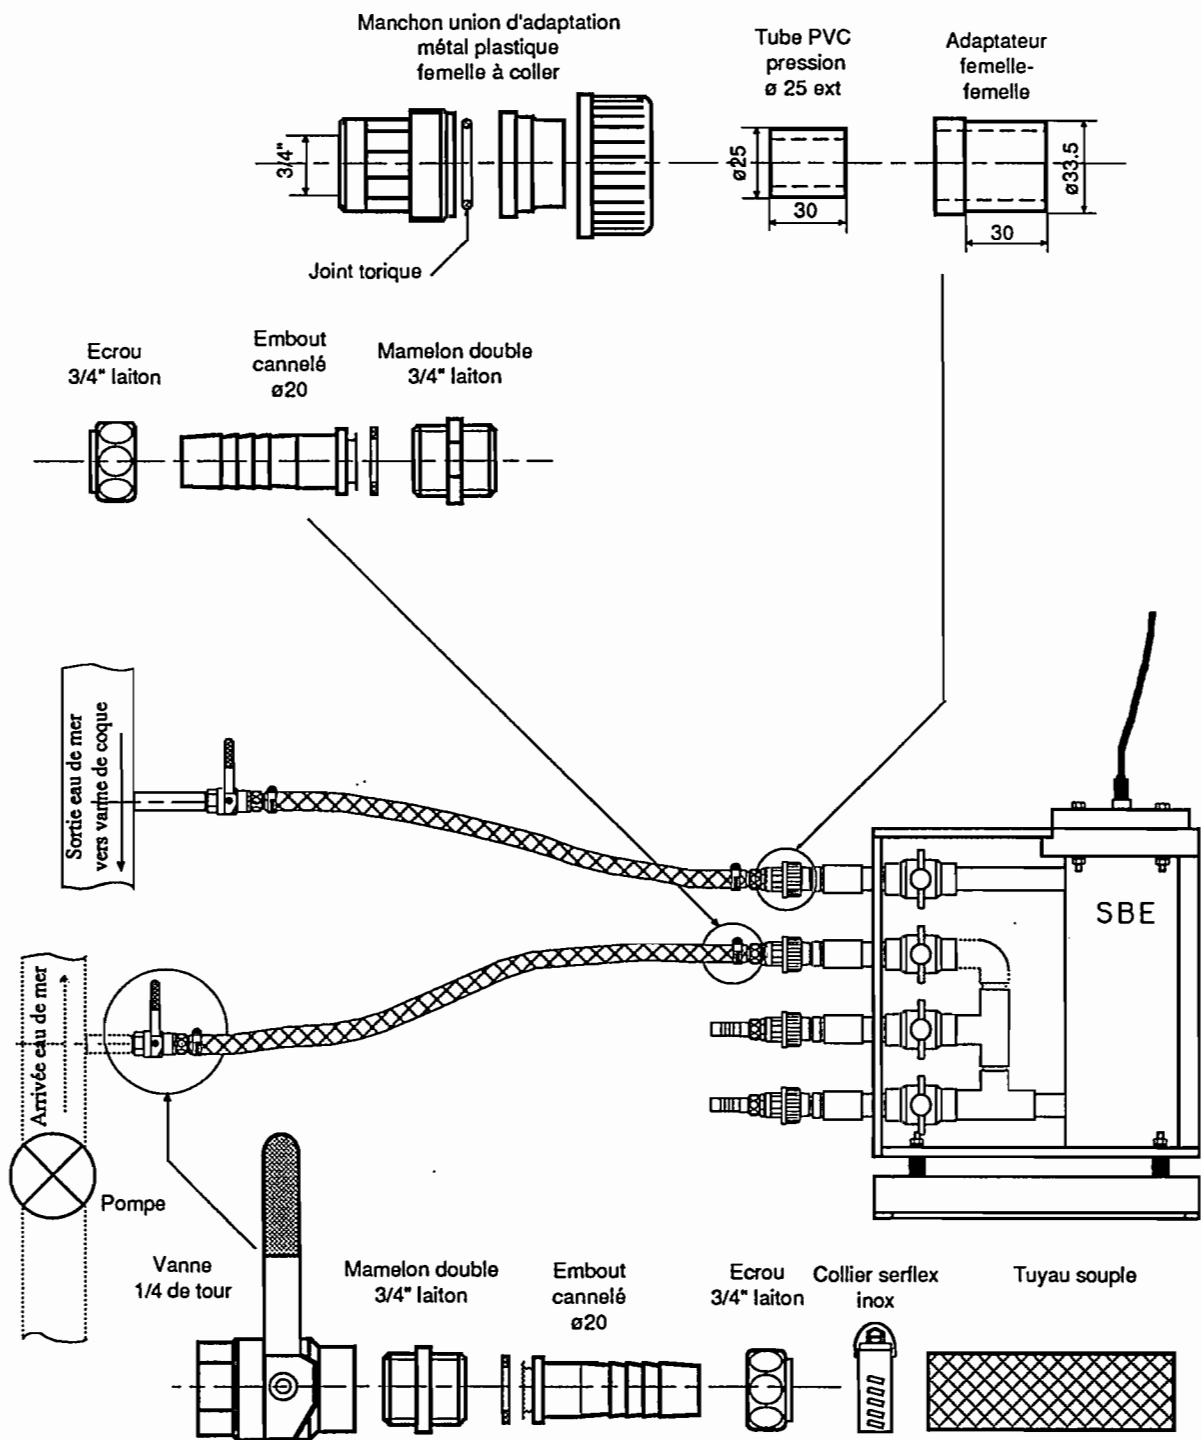 Manchon union d'adaptation
métal plastique
femelle à coller
Tube PVC
pression
ø 25 ext
Adaptateur
femelle-
femelle
3/4"
ø25
30
ø33.5
30
Joint torique
Ecrou
3/4" laiton
Embout
cannelé
ø20
Mamelon double
3/4" laiton
Sortie eau de mer
vers vanne de coque
SBE
Arrivée eau de mer
Pompe
Vanne
1/4 de tour
Mamelon double
3/4" laiton
Embout
cannelé
ø20
Ecrou
3/4" laiton
Collier serflex
inox
Tuyau souple